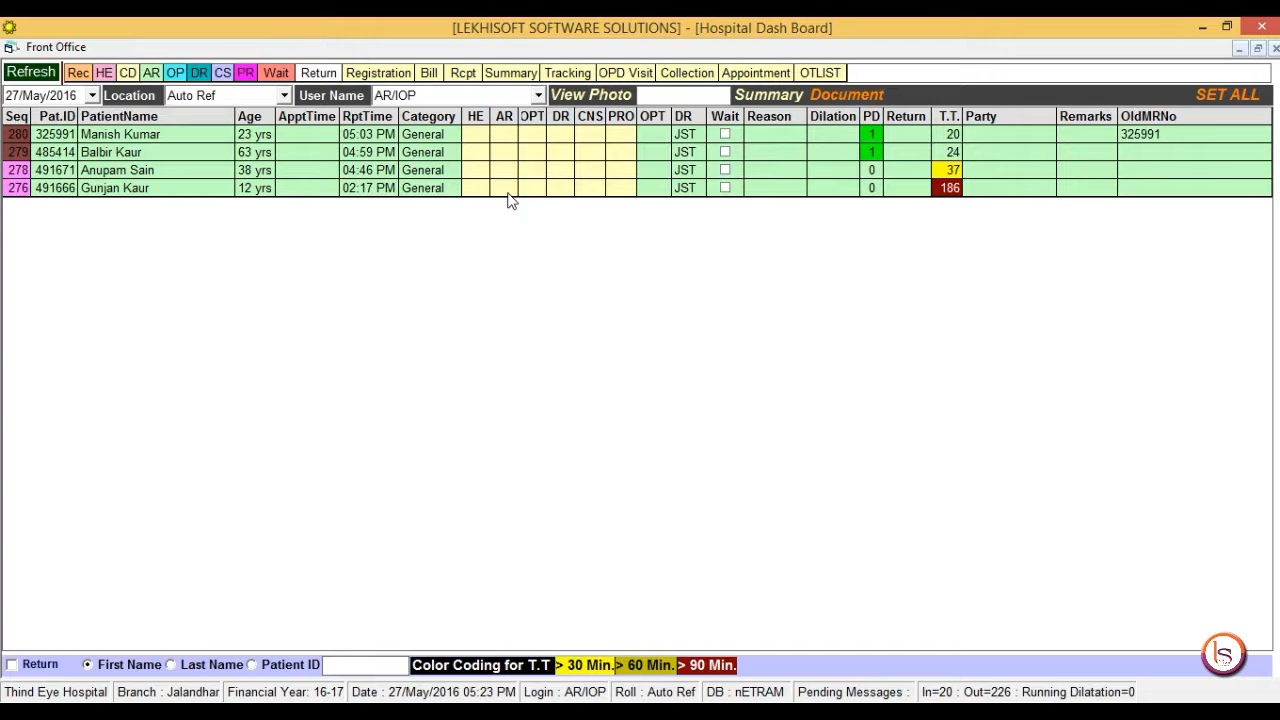 [LEKHISOFT SOFTWARE SOLUTIONS] - [Hospital Dash Board]
Front Office
Refresh Rec HE CD AR OP DR CS PR Wait Return Registration Bill Rcpt Summary Tracking OPD Visit Collection Appointment OTLIST
27/May/2016 Location Auto Ref User Name AR/IOP View Photo Summary Document SET ALL
Seq Pat.ID PatientName Age ApptTime RptTime Category HE AR OPT DR CNS PRO OPT DR Wait Reason Dilation PD Return T.T. Party Remarks OldMRNo
280 325991 Manish Kumar 23 yrs 05:03 PM General JST 1 20 325991
279 485414 Balbir Kaur 63 yrs 04:59 PM General JST 1 24
278 491671 Anupam Sain 38 yrs 04:46 PM General JST 0 37
276 491666 Gunjan Kaur 12 yrs 02:17 PM General JST 0 186
ls
Return First Name Last Name Patient ID Color Coding for T.T > 30 Min. > 60 Min. > 90 Min.
Third Eye Hospital Branch : Jalandhar Financial Year: 16-17 Date : 27/May/2016 05:23 PM Login : AR/IOP Roll : Auto Ref DB : nETRAM Pending Messages : In=20 : Out=226 : Running Dilatation=0